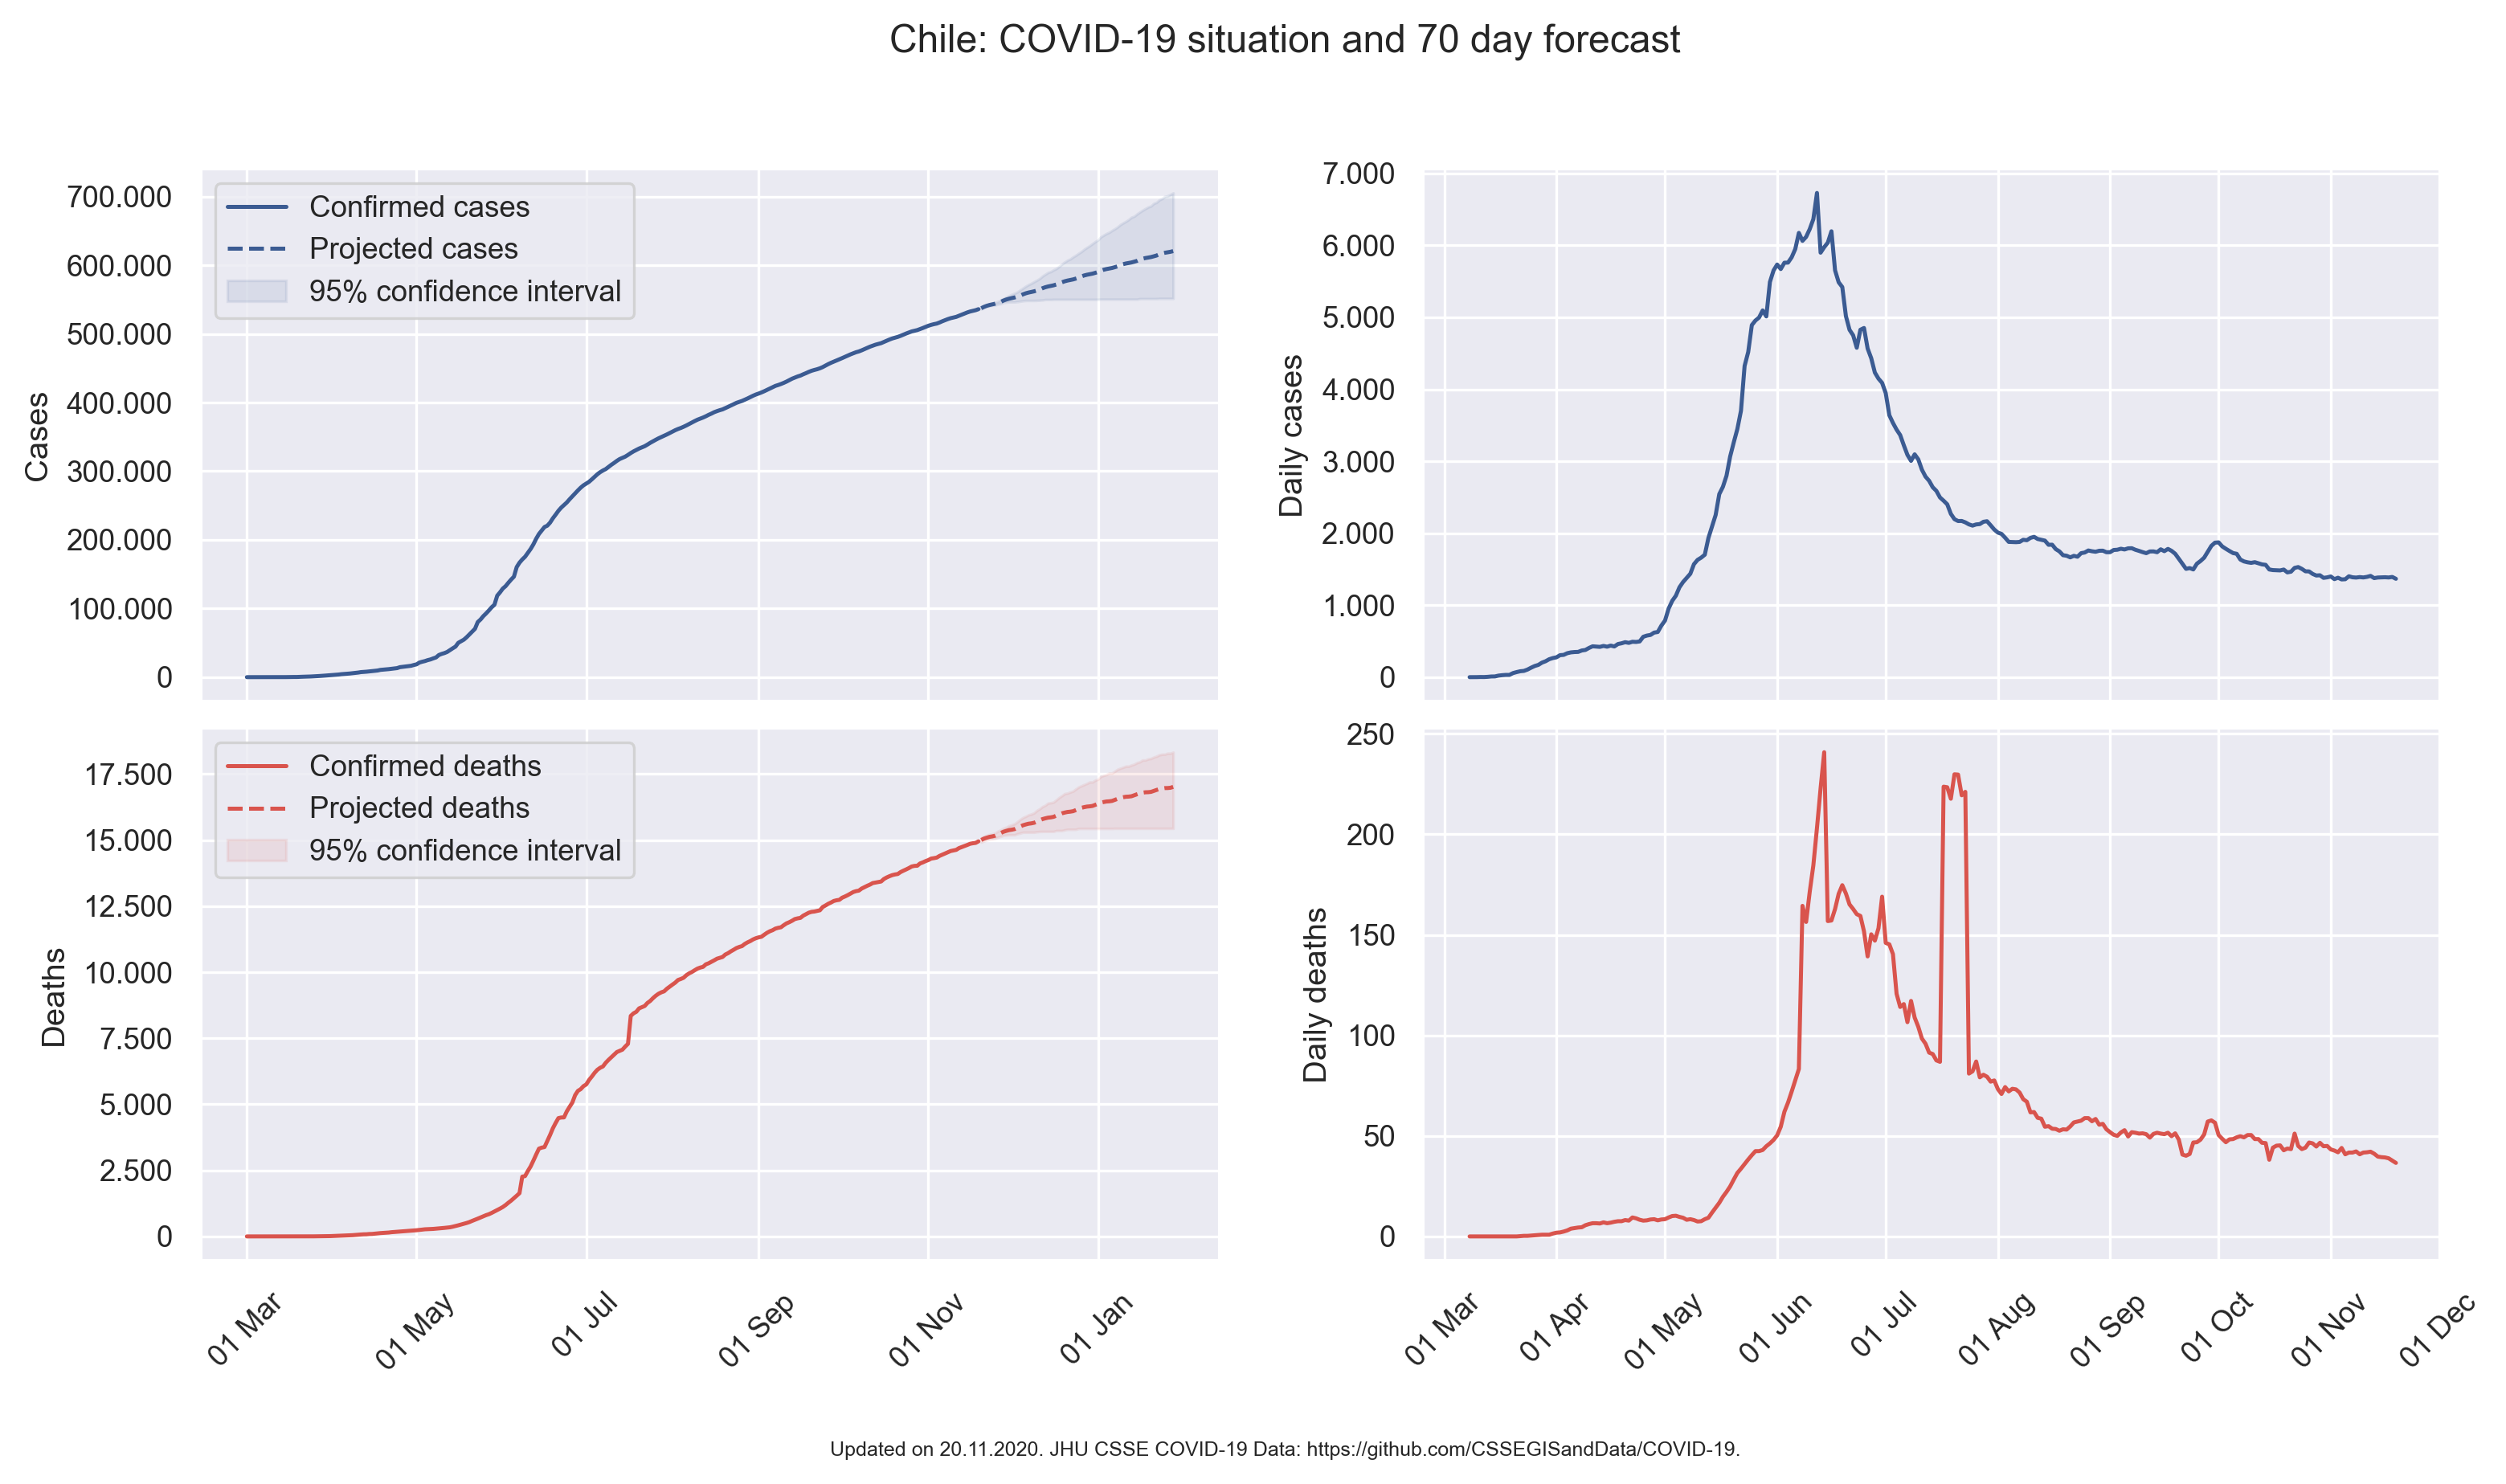 Chile: COVID-19 situation and 70 day forecast
Cases
700.000
600.000
500.000
400.000
300.000
200.000
100.000
0
Confirmed cases
Projected cases
95% confidence interval
Daily cases
7.000
6.000
5.000
4.000
3.000
2.000
1.000
0
Deaths
17.500
15.000
12.500
10.000
7.500
5.000
2.500
0
Confirmed deaths
Projected deaths
95% confidence interval
01 Mar
01 May
01 Jul
01 Sep
01 Nov
01 Jan
Daily deaths
250
200
150
100
50
0
01 Mar
01 Apr
01 May
01 Jun
01 Jul
01 Aug
01 Sep
01 Oct
01 Nov
01 Dec
Updated on 20.11.2020. JHU CSSE COVID-19 Data: https://github.com/CSSEGISandData/COVID-19.